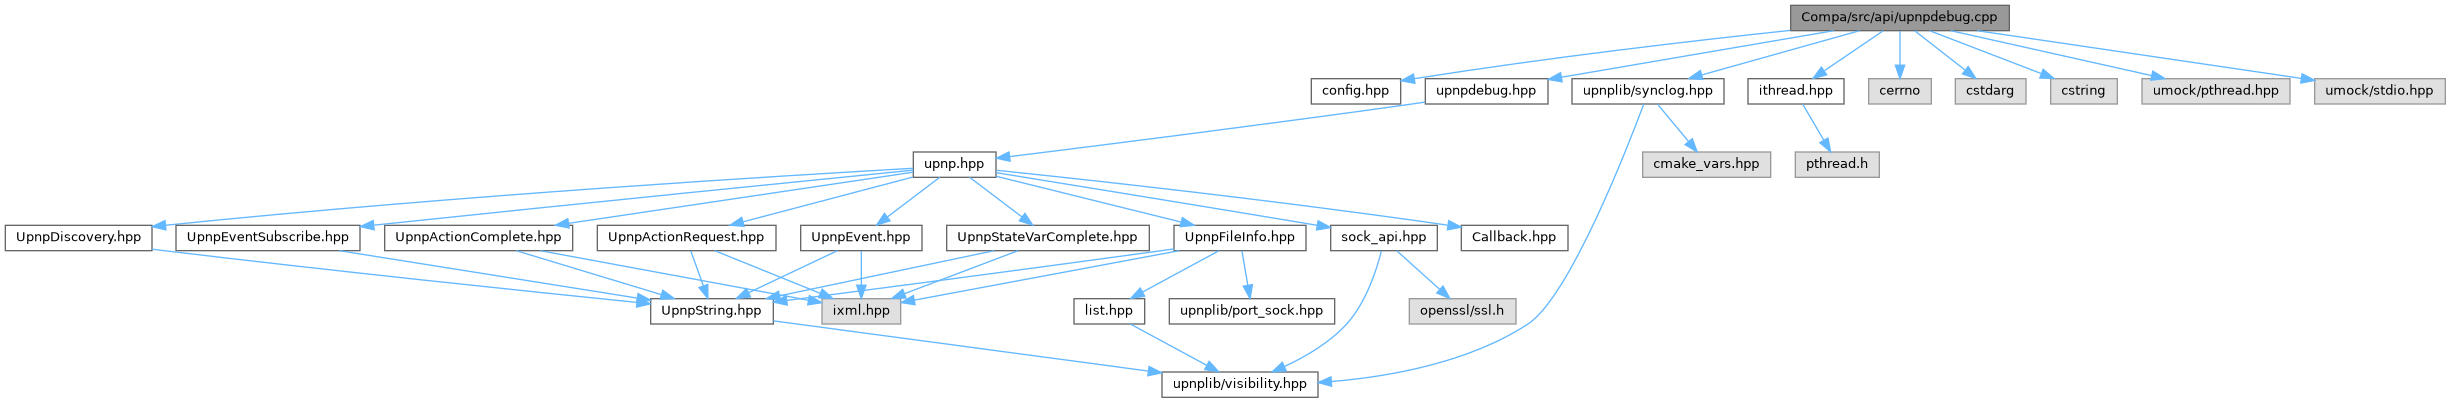 Compa/src/api/upnpdebug.cpp
config.hpp
upnpdebug.hpp
upnplib/synclog.hpp
ithread.hpp
cerrno
cstdarg
cstring
umock/pthread.hpp
umock/stdio.hpp
upnp.hpp
cmake_vars.hpp
pthread.h
UpnpDiscovery.hpp
UpnpEventSubscribe.hpp
UpnpActionComplete.hpp
UpnpActionRequest.hpp
UpnpEvent.hpp
UpnpStateVarComplete.hpp
UpnpFileInfo.hpp
sock_api.hpp
Callback.hpp
UpnpString.hpp
ixml.hpp
list.hpp
upnplib/port_sock.hpp
openssl/ssl.h
upnplib/visibility.hpp